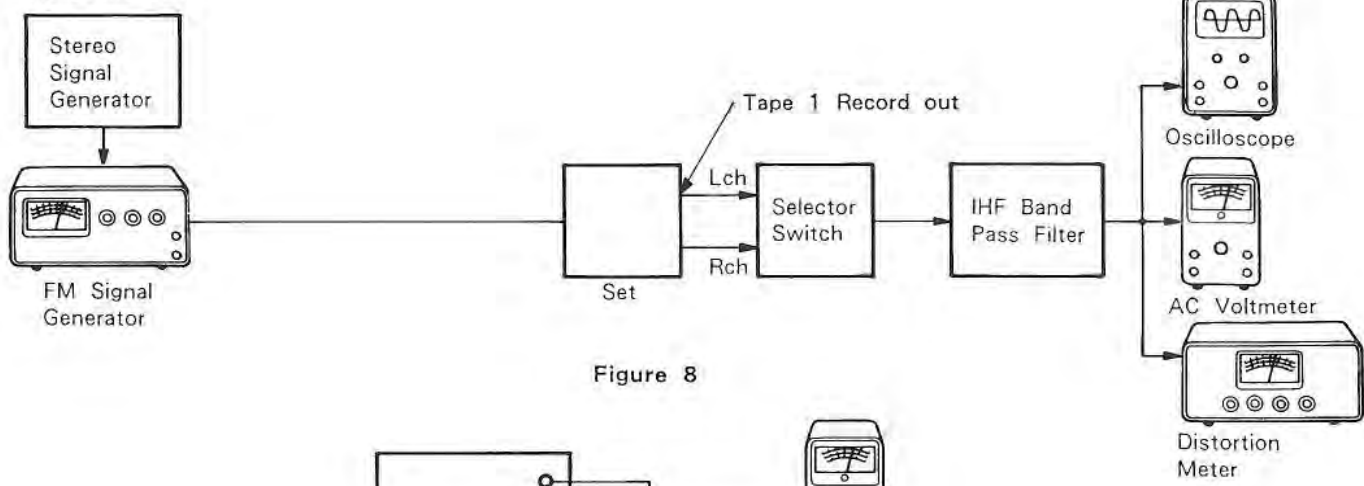 Stereo
Signal
Generator
FM Signal
Generator
Tape 1 Record out
Lch
Rch
Set
Selector
Switch
IHF Band
Pass Filter
Oscilloscope
AC Voltmeter
Distortion
Meter
Figure 8